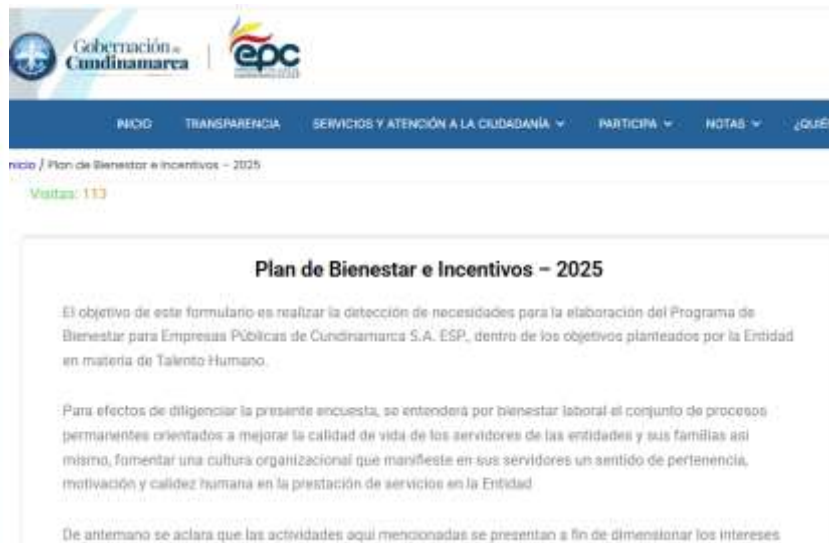 Gobernación de
Cundinamarca
epc
INICIO TRANSPARENCIA SERVICIOS Y ATENCIÓN A LA CIUDADANÍA PARTICIPA NOTAS ¿QUIÉ
nicio / Plan de Bienestar e Incentivos – 2025
Visitas: 113
Plan de Bienestar e Incentivos – 2025
El objetivo de este formulario es realizar la detección de necesidades para la elaboración del Programa de
Bienestar para Empresas Públicas de Cundinamarca S.A. ESP., dentro de los objetivos planteados por la Entidad
en materia de Talento Humano.
Para efectos de diligenciar la presente encuesta, se entenderá por bienestar laboral el conjunto de procesos
permanentes orientados a mejorar la calidad de vida de los servidores de las entidades y sus familias así
mismo, fomentar una cultura organizacional que manifieste en sus servidores un sentido de pertenencia,
motivación y calidez humana en la prestación de servicios en la Entidad
De antemano se aclara que las actividades aquí mencionadas se presentan a fin de dimensionar los intereses